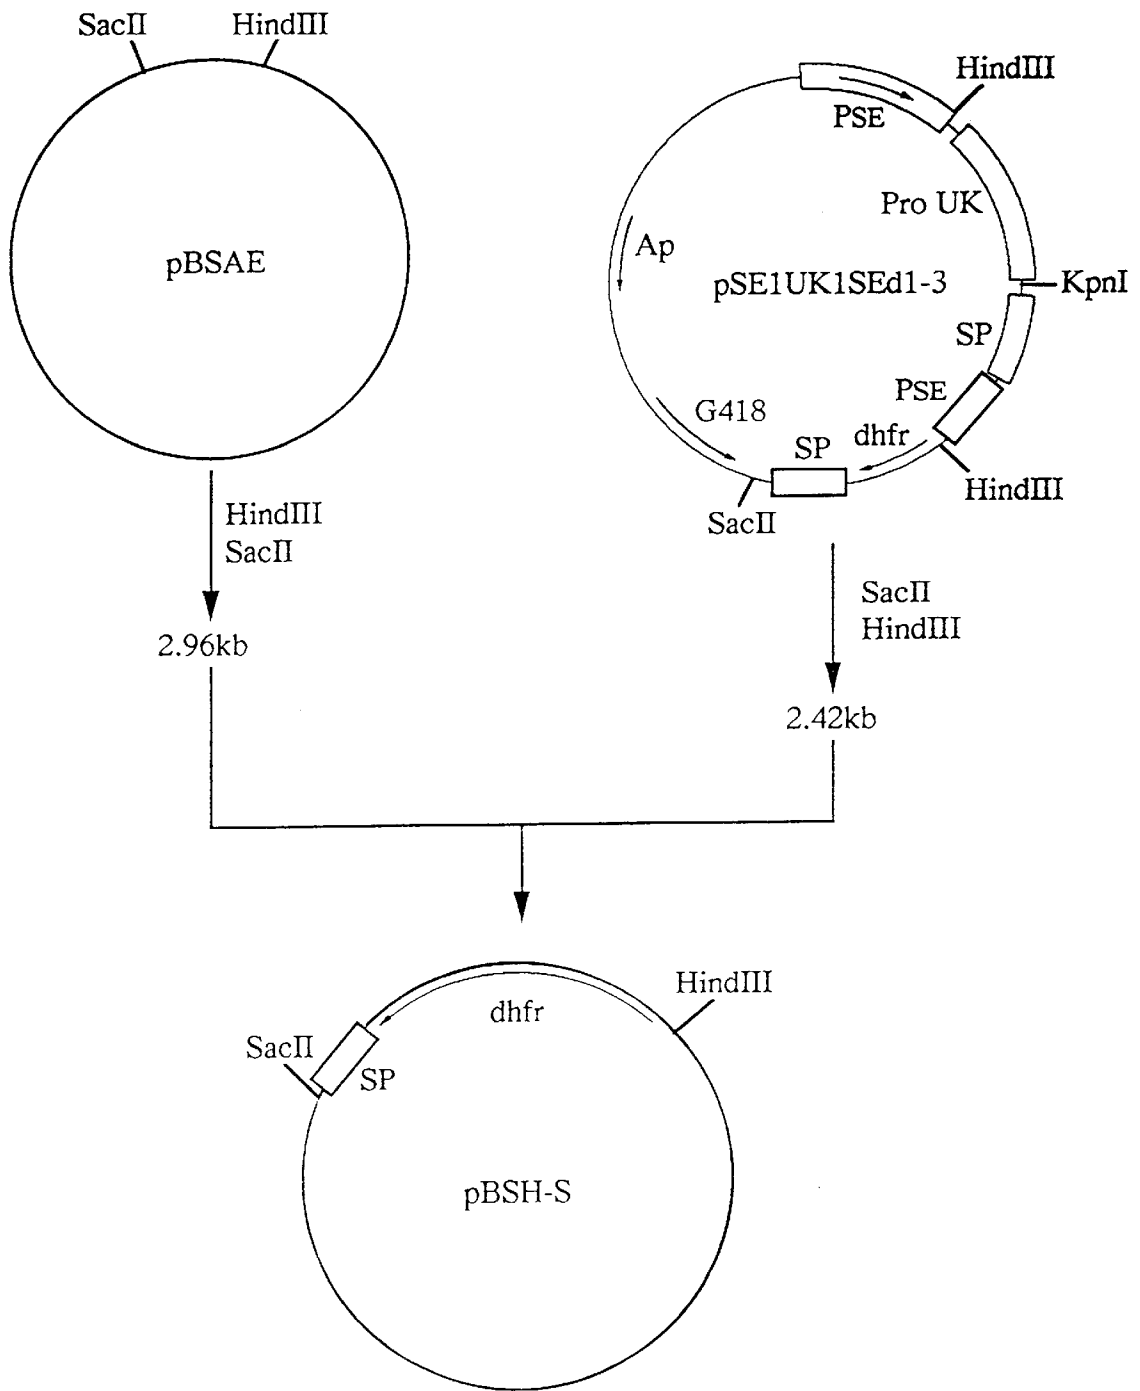 SacII
HindIII
pBSAE
HindIII
SacII
2.96kb
HindIII
PSE
Pro UK
Ap
pSE1UK1SEd1-3
KpnI
SP
PSE
G418
dhfr
SP
HindIII
SacII
SacII
HindIII
2.42kb
HindIII
dhfr
SacII
SP
pBSH-S